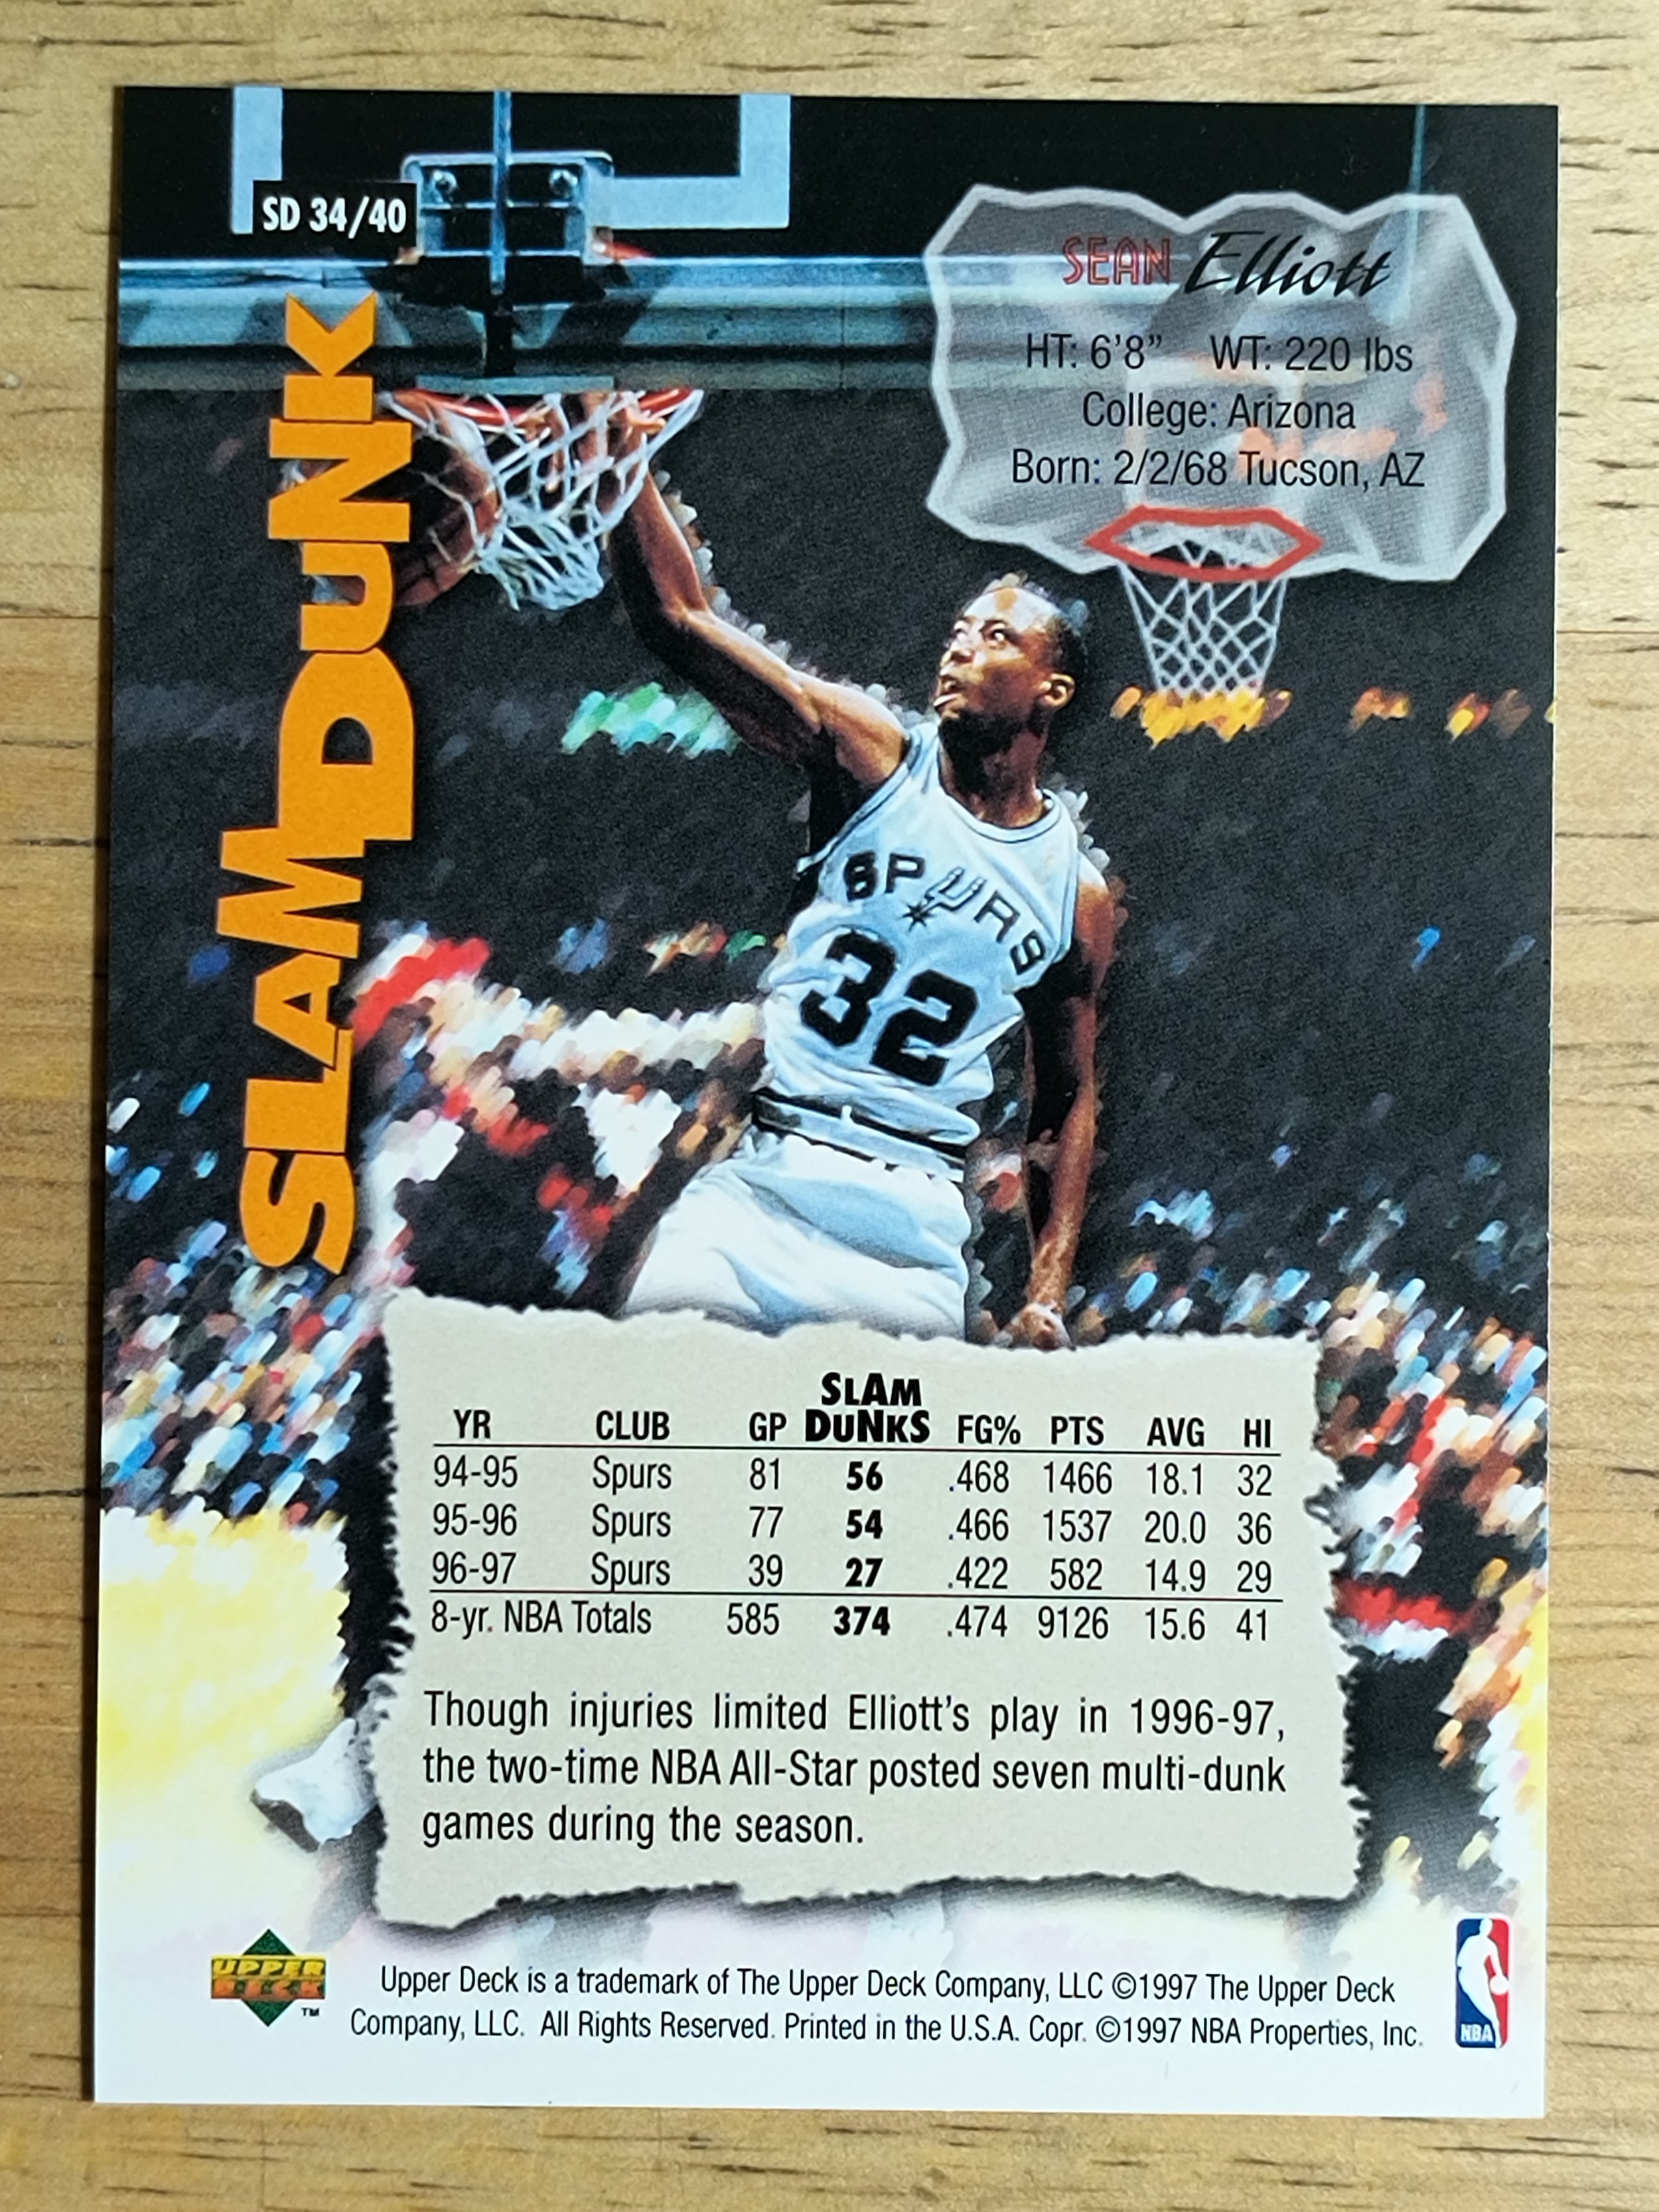 SD 34/40
SEAN Elliott
HT: 6'8” WT: 220 lbs
College: Arizona
Born: 2/2/68 Tucson, AZ
SLAM DUNK
SPURS
32
YR CLUB GP SLAM DUNKS FG% PTS AVG HI
94-95 Spurs 81 56 .468 1466 18.1 32
95-96 Spurs 77 54 .466 1537 20.0 36
96-97 Spurs 39 27 .422 582 14.9 29
8-yr. NBA Totals 585 374 .474 9126 15.6 41
Though injuries limited Elliott's play in 1996-97,
the two-time NBA All-Star posted seven multi-dunk
games during the season.
UPPER
DECK
™
Upper Deck is a trademark of The Upper Deck Company, LLC ©1997 The Upper Deck
Company, LLC. All Rights Reserved. Printed in the U.S.A. Copr. ©1997 NBA Properties, Inc.
NBA